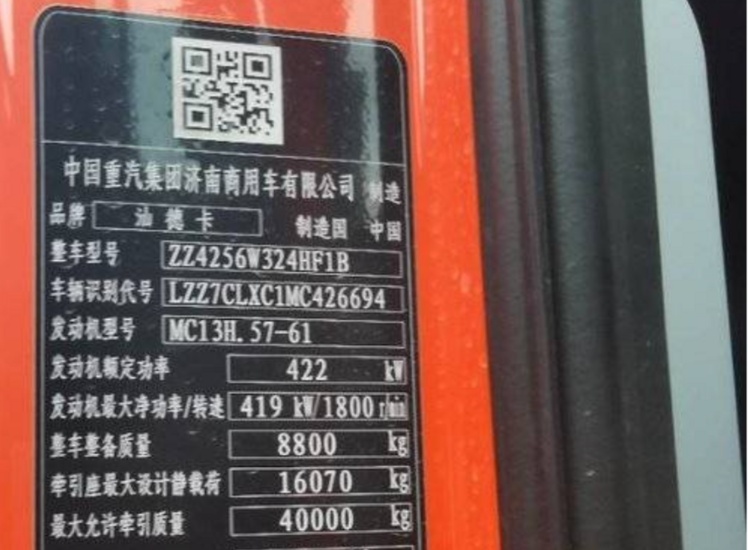 中国重汽集团济南商用车有限公司 制造
品牌 汕德卡 制造国 中国
整车型号 ZZ4256W324HF1B
车辆识别代号 LZZ7CLXC1MC426694
发动机型号 MC13H.57-61
发动机额定功率 422 kW
发动机最大净功率/转速 419 kW/1800 r/min
整车整备质量 8800 kg
牵引座最大设计静载荷 16070 kg
最大允许牵引质量 40000 kg